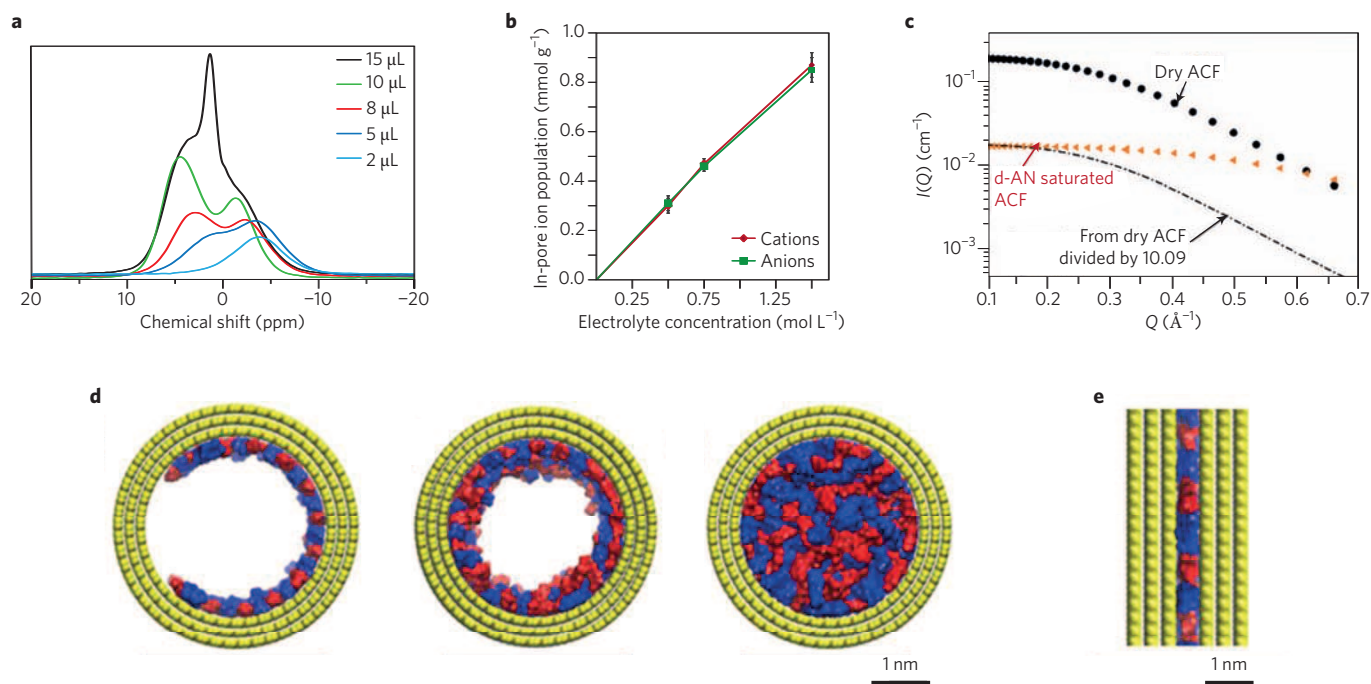 a
15 μL
10 μL
8 μL
5 μL
2 μL
20
10
0
−10
−20
Chemical shift (ppm)
b
In-pore ion population (mmol g⁻¹)
1.0
0.8
0.6
0.4
0.2
0.0
Cations
Anions
0.25
0.75
1.25
Electrolyte concentration (mol L⁻¹)
c
I(Q) (cm⁻¹)
10⁻¹
10⁻²
10⁻³
Dry ACF
d-AN saturated
ACF
From dry ACF
divided by 10.09
0.1
0.2
0.3
0.4
0.5
0.6
0.7
Q (Å⁻¹)
d
1 nm
e
1 nm